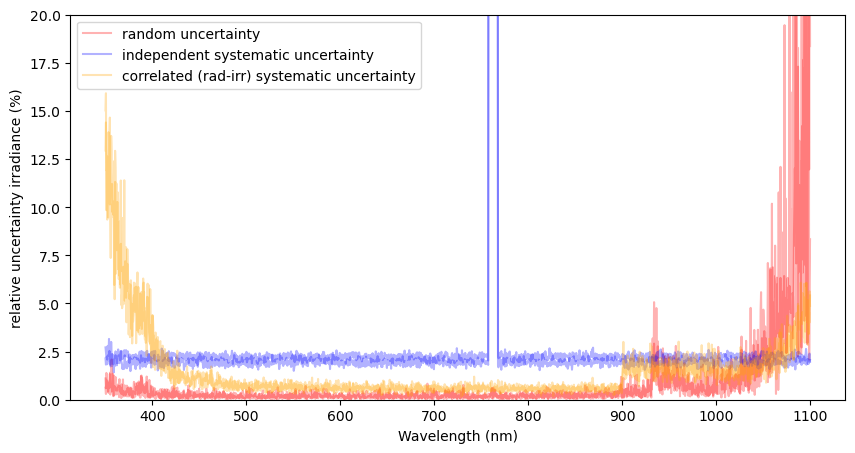 random uncertainty
independent systematic uncertainty
correlated (rad-irr) systematic uncertainty
relative uncertainty irradiance (%)
20.0
17.5
15.0
12.5
10.0
7.5
5.0
2.5
0.0
400 500 600 700 800 900 1000 1100
Wavelength (nm)